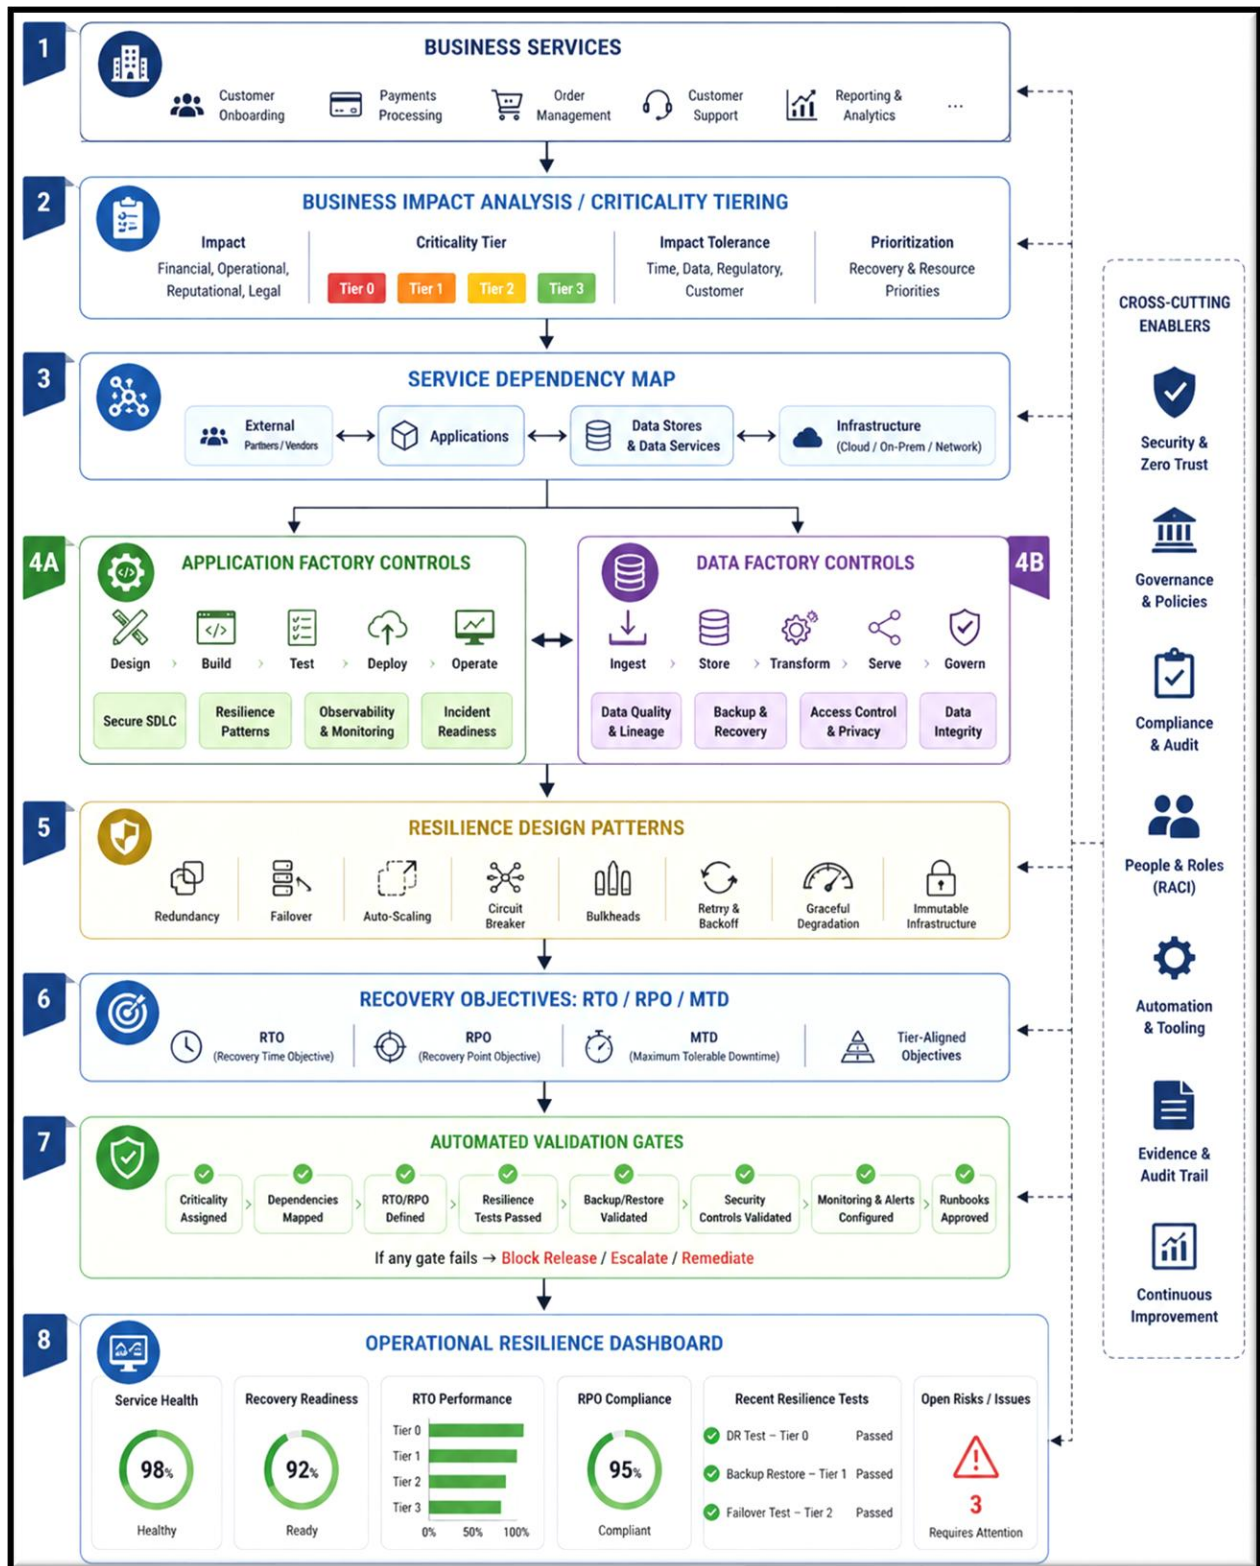 1
BUSINESS SERVICES
Customer
Onboarding
Payments
Processing
Order
Management
Customer
Support
Reporting &
Analytics
...
2
BUSINESS IMPACT ANALYSIS / CRITICALITY TIERING
Impact
Financial, Operational,
Reputational, Legal
Criticality Tier
Tier 0
Tier 1
Tier 2
Tier 3
Impact Tolerance
Time, Data, Regulatory,
Customer
Prioritization
Recovery & Resource
Priorities
3
SERVICE DEPENDENCY MAP
External
Partners / Vendors
Applications
Data Stores
& Data Services
Infrastructure
(Cloud / On-Prem / Network)
4A
APPLICATION FACTORY CONTROLS
Design
Build
Test
Deploy
Operate
Secure SDLC
Resilience
Patterns
Observability
& Monitoring
Incident
Readiness
4B
DATA FACTORY CONTROLS
Ingest
Store
Transform
Serve
Govern
Data Quality
& Lineage
Backup &
Recovery
Access Control
& Privacy
Data
Integrity
5
RESILIENCE DESIGN PATTERNS
Redundancy
Failover
Auto-Scaling
Circuit
Breaker
Bulkheads
Retrry &
Backoff
Graceful
Degradation
Immutable
Infrastructure
6
RECOVERY OBJECTIVES: RTO / RPO / MTD
RTO
(Recovery Time Objective)
RPO
(Recovery Point Objective)
MTD
(Maximum Tolerable Downtime)
Tier-Aligned
Objectives
7
AUTOMATED VALIDATION GATES
Criticality
Assigned
Dependencies
Mapped
RTO/RPO
Defined
Resilience
Tests Passed
Backup/Restore
Validated
Security
Controls Validated
Monitoring & Alerts
Configured
Runbooks
Approved
If any gate fails → Block Release / Escalate / Remediate
8
OPERATIONAL RESILIENCE DASHBOARD
Service Health
98%
Healthy
Recovery Readiness
92%
Ready
RTO Performance
Tier 0
Tier 1
Tier 2
Tier 3
0% 50% 100%
RPO Compliance
95%
Compliant
Recent Resilience Tests
DR Test – Tier 0 Passed
Backup Restore – Tier 1 Passed
Failover Test – Tier 2 Passed
Open Risks / Issues
3
Requires Attention
CROSS-CUTTING
ENABLERS
Security &
Zero Trust
Governance
& Policies
Compliance
& Audit
People & Roles
(RACI)
Automation
& Tooling
Evidence &
Audit Trail
Continuous
Improvement